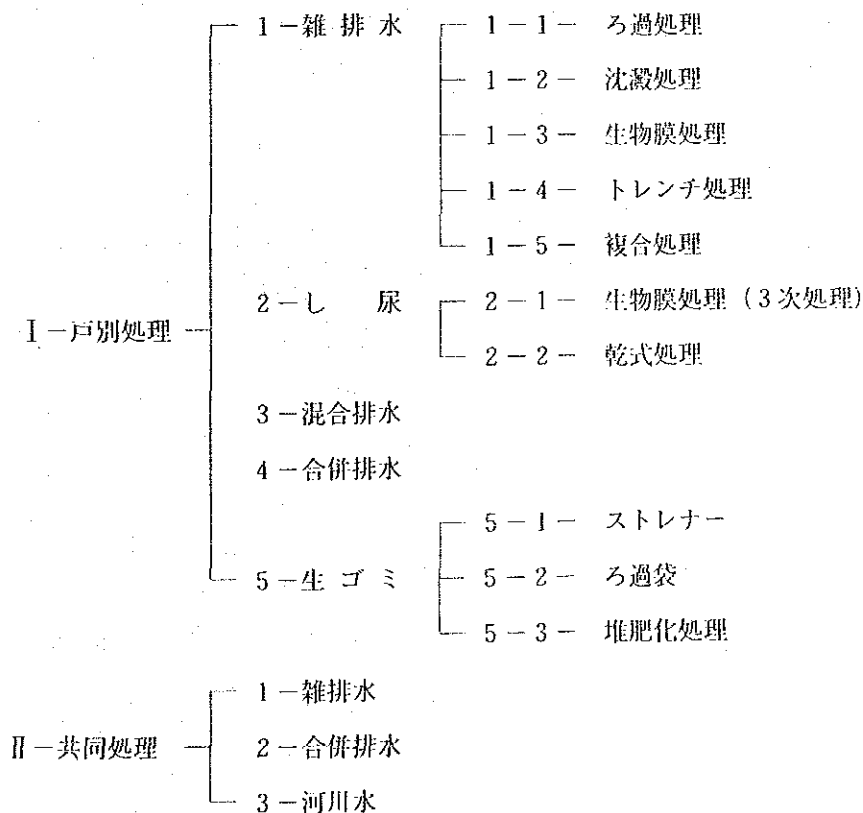 1－雑排水
1－1－ ろ過処理
1－2－ 沈澱処理
1－3－ 生物膜処理
1－4－ トレンチ処理
1－5－ 複合処理
Ⅰ－戸別処理
2－し尿
2－1－ 生物膜処理（3次処理）
2－2－ 乾式処理
3－混合排水
4－合併排水
5－生ゴミ
5－1－ ストレナー
5－2－ ろ過袋
5－3－ 堆肥化処理
Ⅱ－共同処理
1－雑排水
2－合併排水
3－河川水